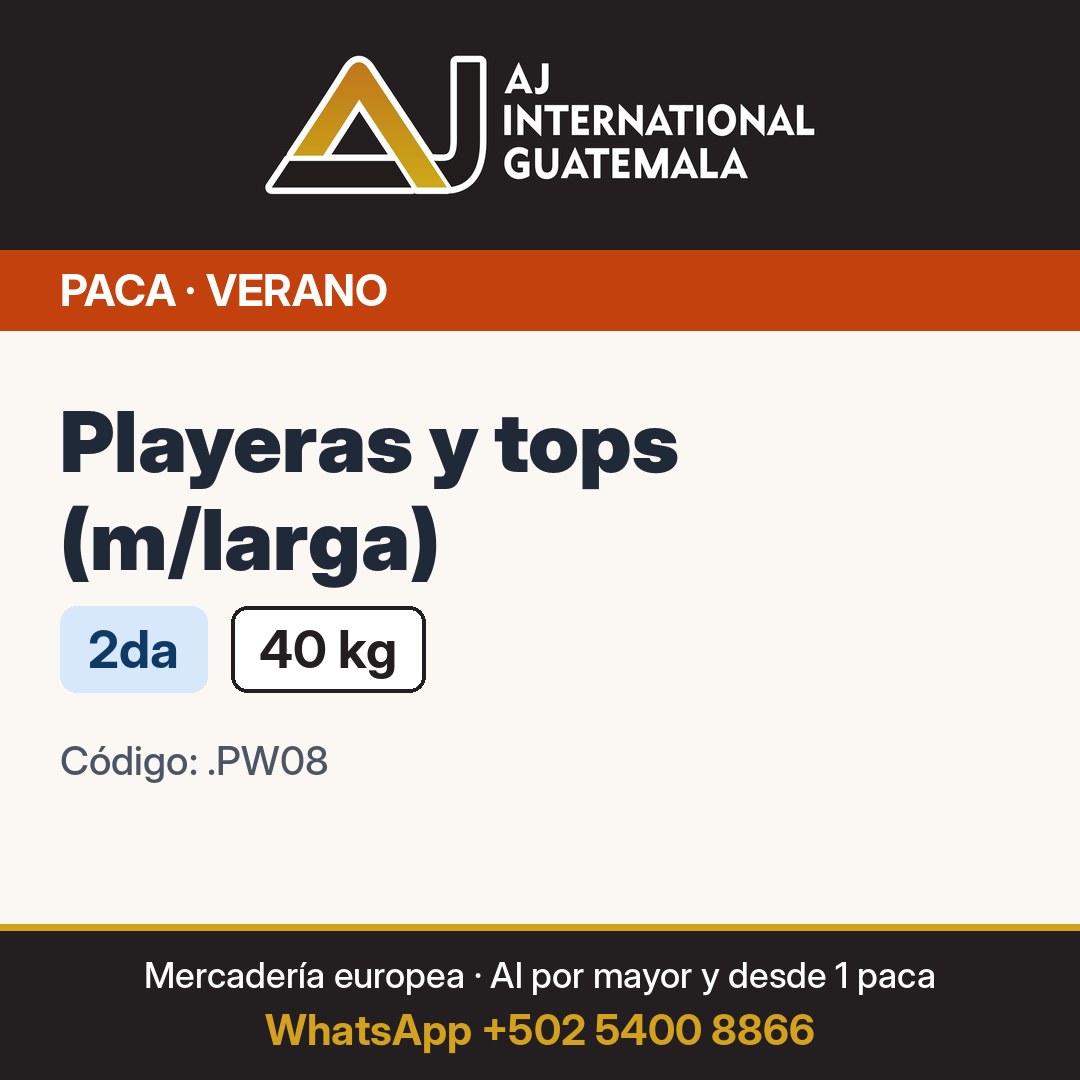 AJ
AJ
INTERNATIONAL
GUATEMALA
PACA · VERANO
Playeras y tops
(m/larga)
2da
40 kg
Código: .PW08
Mercadería europea · Al por mayor y desde 1 paca
WhatsApp +502 5400 8866